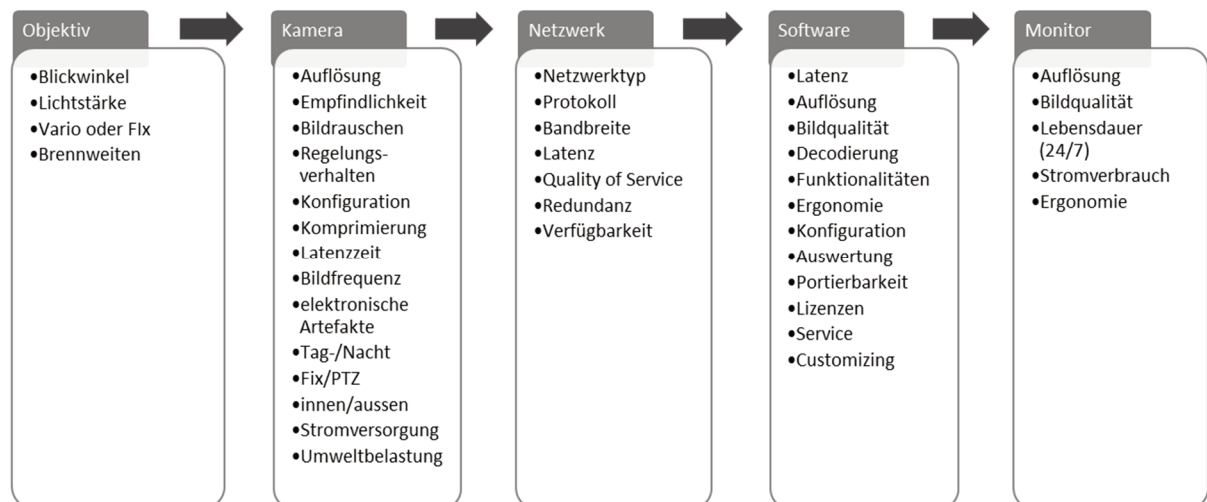 Objektiv
•Blickwinkel
•Lichtstärke
•Vario oder FIx
•Brennweiten
Kamera
•Auflösung
•Empfindlichkeit
•Bildrauschen
•Regelungs-
verhalten
•Konfiguration
•Komprimierung
•Latenzzeit
•Bildfrequenz
•elektronische
Artefakte
•Tag-/Nacht
•Fix/PTZ
•innen/aussen
•Stromversorgung
•Umweltbelastung
Netzwerk
•Netzwerktyp
•Protokoll
•Bandbreite
•Latenz
•Quality of Service
•Redundanz
•Verfügbarkeit
Software
•Latenz
•Auflösung
•Bildqualität
•Decodierung
•Funktionalitäten
•Ergonomie
•Konfiguration
•Auswertung
•Portierbarkeit
•Lizenzen
•Service
•Customizing
Monitor
•Auflösung
•Bildqualität
•Lebensdauer
(24/7)
•Stromverbrauch
•Ergonomie